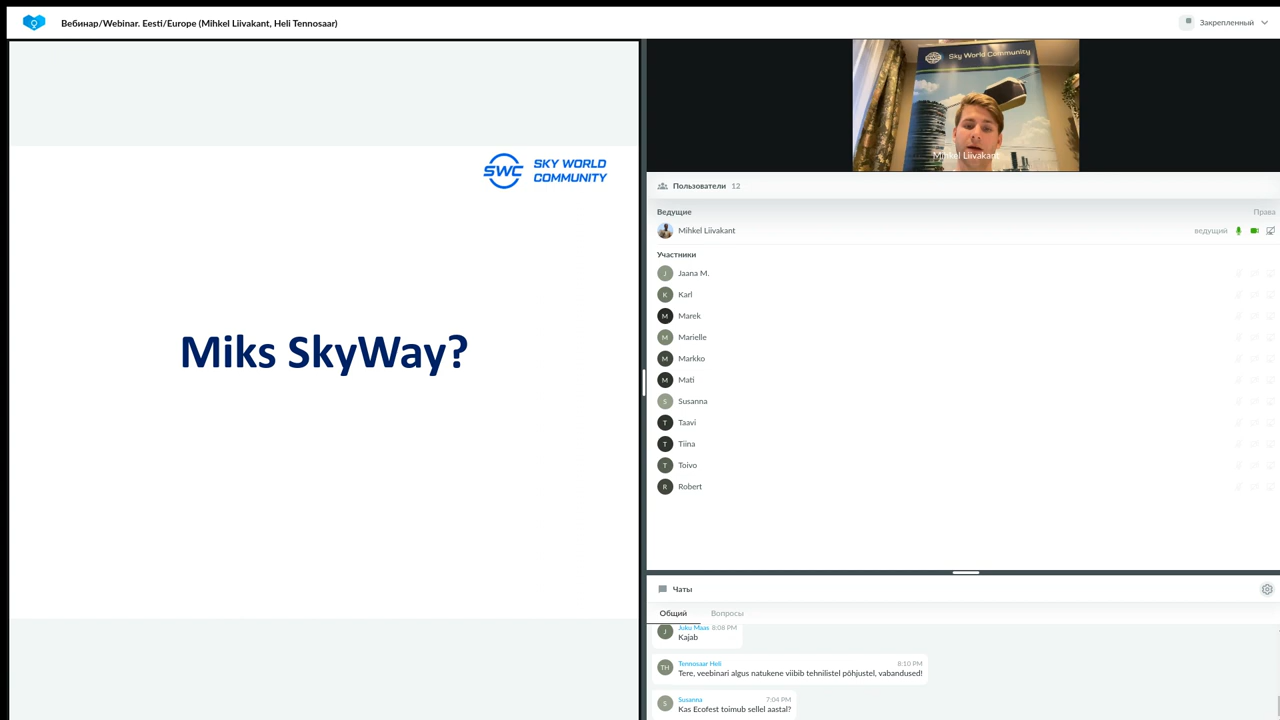 Вебинар/Webinar. Eesti/Europe (Mihkel Liivakant, Heli Tennosaar)
Закрепленный
SWC SKY WORLD
COMMUNITY
Miks SkyWay?
Sky World Community
Mihkel Liivakant
Пользователи 12
Ведущие Права
Mihkel Liivakant ведущий
Участники
J Jaana M.
K Karl
M Marek
M Marielle
M Markko
M Mati
S Susanna
T Taavi
T Tiina
T Toivo
R Robert
Чаты
Общий Вопросы
Juku Maas 8:08 PM
J Kajab
Tennosaar Heli 8:10 PM
TH Tere, veebinari algus natukene viibib tehnilistel põhjustel, vabandused!
Susanna 7:04 PM
S Kas Ecofest toimub sellel aastal?